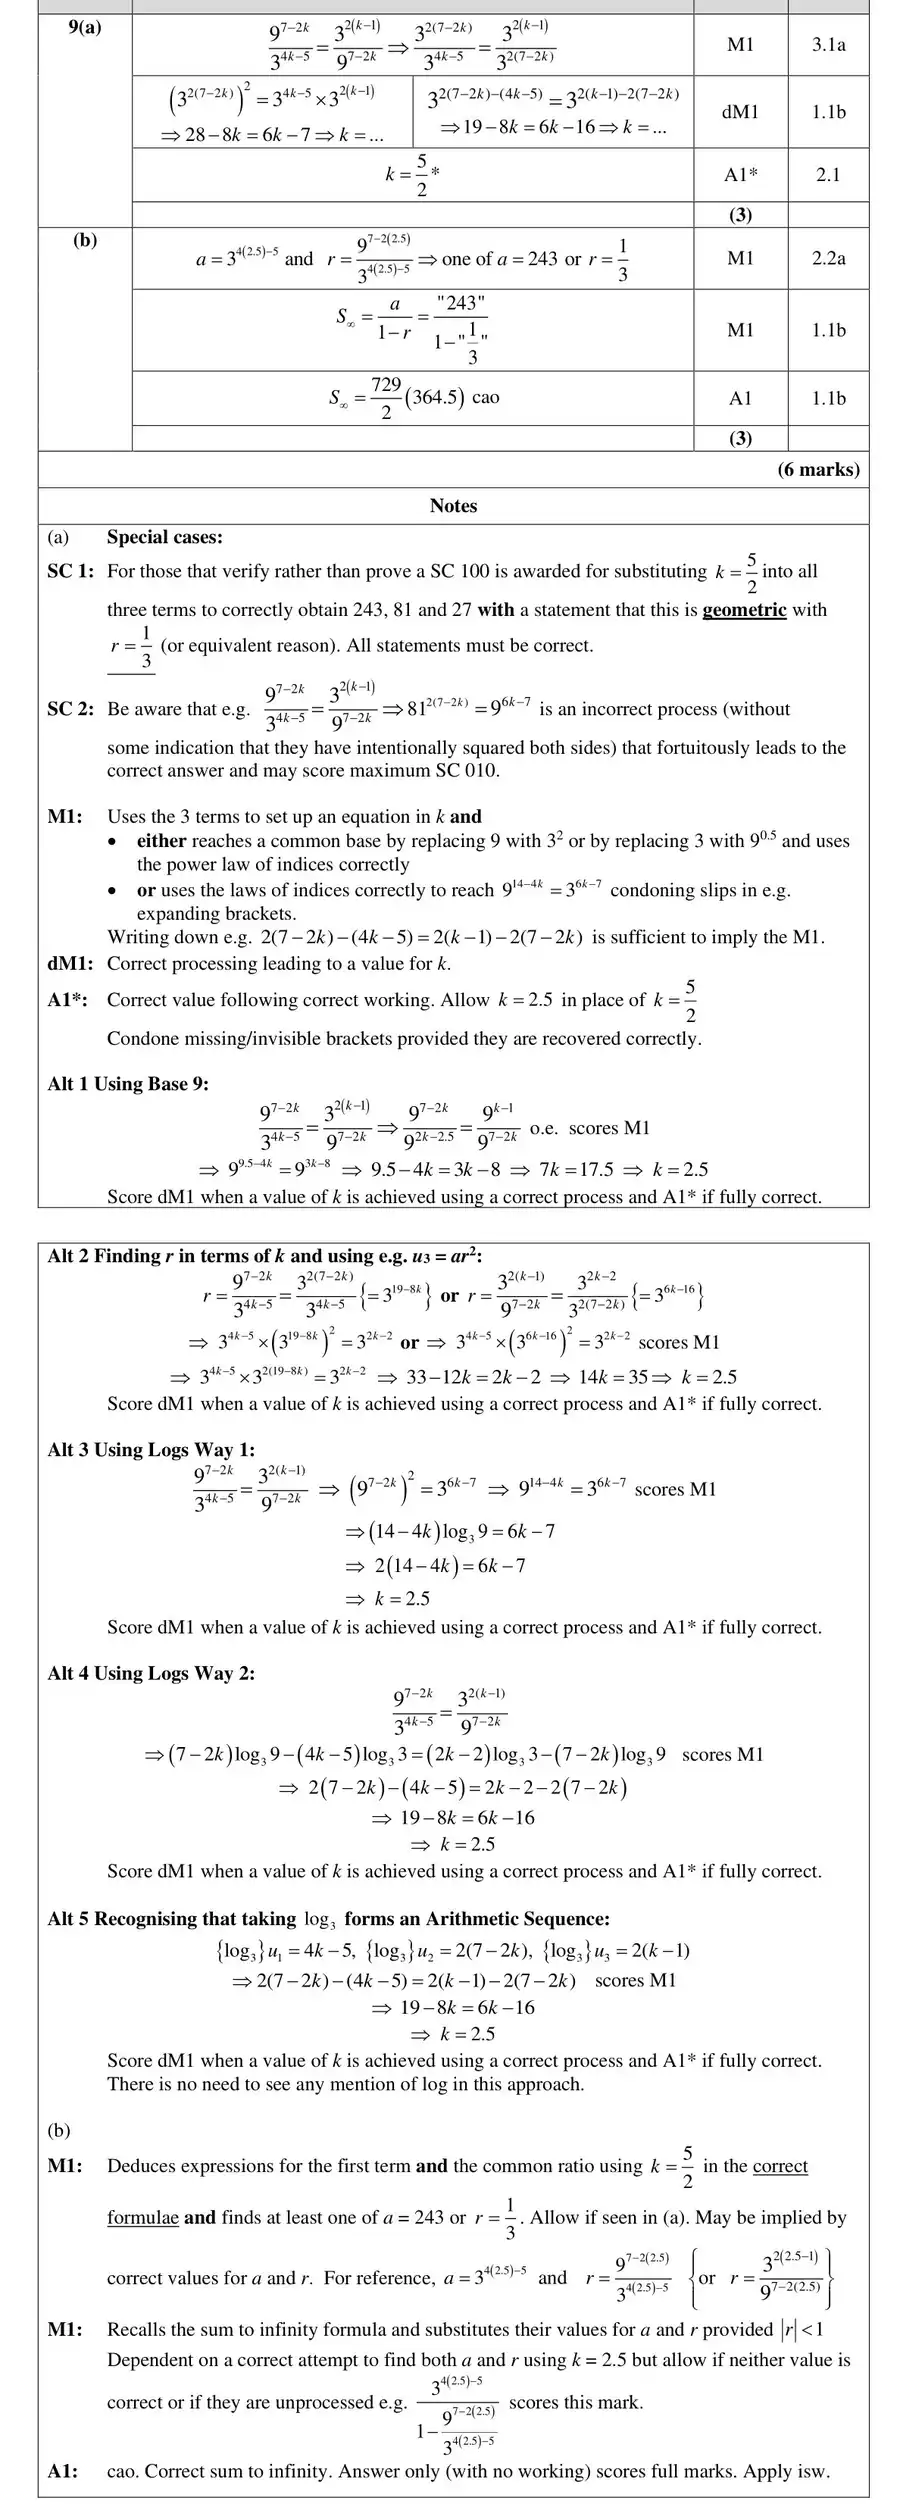 9(a) 9^{7−2k}/3^{4k−5} = 3^{2(k−1)}/9^{7−2k} ⇒ 3^{2(7−2k)}/3^{4k−5} = 3^{2(k−1)}/3^{2(7−2k)} M1 3.1a
(3^{2(7−2k)})^2 = 3^{4k−5} × 3^{2(k−1)} 3^{2(7−2k)−(4k−5)} = 3^{2(k−1)−2(7−2k)} dM1 1.1b
⇒ 28 − 8k = 6k − 7 ⇒ k = ... ⇒ 19 − 8k = 6k − 16 ⇒ k = ...
k = 5/2 * A1* 2.1
(3)
(b) a = 3^{4(2.5)−5} and r = 9^{7−2(2.5)}/3^{4(2.5)−5} ⇒ one of a = 243 or r = 1/3 M1 2.2a
S_∞ = a/(1−r) = "243"/(1−"1/3") M1 1.1b
S_∞ = 729/2 (364.5) cao A1 1.1b
(3)
(6 marks)
Notes
(a) Special cases:
SC 1: For those that verify rather than prove a SC 100 is awarded for substituting k = 5/2 into all
three terms to correctly obtain 243, 81 and 27 with a statement that this is geometric with
r = 1/3 (or equivalent reason). All statements must be correct.
SC 2: Be aware that e.g. 9^{7−2k}/3^{4k−5} = 3^{2(k−1)}/9^{7−2k} ⇒ 81^{2(7−2k)} = 9^{6k−7} is an incorrect process (without
some indication that they have intentionally squared both sides) that fortuitously leads to the
correct answer and may score maximum SC 010.
M1: Uses the 3 terms to set up an equation in k and
• either reaches a common base by replacing 9 with 3^2 or by replacing 3 with 9^{0.5} and uses
the power law of indices correctly
• or uses the laws of indices correctly to reach 9^{14−4k} = 3^{6k−7} condoning slips in e.g.
expanding brackets.
Writing down e.g. 2(7 − 2k) − (4k − 5) = 2(k − 1) − 2(7 − 2k) is sufficient to imply the M1.
dM1: Correct processing leading to a value for k.
A1*: Correct value following correct working. Allow k = 2.5 in place of k = 5/2
Condone missing/invisible brackets provided they are recovered correctly.
Alt 1 Using Base 9:
9^{7−2k}/3^{4k−5} = 3^{2(k−1)}/9^{7−2k} ⇒ 9^{7−2k}/9^{2k−2.5} = 9^{k−1}/9^{7−2k} o.e. scores M1
⇒ 9^{9.5−4k} = 9^{3k−8} ⇒ 9.5 − 4k = 3k − 8 ⇒ 7k = 17.5 ⇒ k = 2.5
Score dM1 when a value of k is achieved using a correct process and A1* if fully correct.
Alt 2 Finding r in terms of k and using e.g. u_3 = ar^2:
r = 9^{7−2k}/3^{4k−5} = 3^{2(7−2k)}/3^{4k−5} {= 3^{19−8k}} or r = 3^{2(k−1)}/9^{7−2k} = 3^{2k−2}/3^{2(7−2k)} {= 3^{6k−16}}
⇒ 3^{4k−5} × (3^{19−8k})^2 = 3^{2k−2} or ⇒ 3^{4k−5} × (3^{6k−16})^2 = 3^{2k−2} scores M1
⇒ 3^{4k−5} × 3^{2(19−8k)} = 3^{2k−2} ⇒ 33 − 12k = 2k − 2 ⇒ 14k = 35 ⇒ k = 2.5
Score dM1 when a value of k is achieved using a correct process and A1* if fully correct.
Alt 3 Using Logs Way 1:
9^{7−2k}/3^{4k−5} = 3^{2(k−1)}/9^{7−2k} ⇒ (9^{7−2k})^2 = 3^{6k−7} ⇒ 9^{14−4k} = 3^{6k−7} scores M1
⇒ (14 − 4k)log_3 9 = 6k − 7
⇒ 2(14 − 4k) = 6k − 7
⇒ k = 2.5
Score dM1 when a value of k is achieved using a correct process and A1* if fully correct.
Alt 4 Using Logs Way 2:
9^{7−2k}/3^{4k−5} = 3^{2(k−1)}/9^{7−2k}
⇒ (7 − 2k)log_3 9 − (4k − 5)log_3 3 = (2k − 2)log_3 3 − (7 − 2k)log_3 9 scores M1
⇒ 2(7 − 2k) − (4k − 5) = 2k − 2 − 2(7 − 2k)
⇒ 19 − 8k = 6k − 16
⇒ k = 2.5
Score dM1 when a value of k is achieved using a correct process and A1* if fully correct.
Alt 5 Recognising that taking log_3 forms an Arithmetic Sequence:
{log_3}u_1 = 4k − 5, {log_3}u_2 = 2(7 − 2k), {log_3}u_3 = 2(k − 1)
⇒ 2(7 − 2k) − (4k − 5) = 2(k − 1) − 2(7 − 2k) scores M1
⇒ 19 − 8k = 6k − 16
⇒ k = 2.5
Score dM1 when a value of k is achieved using a correct process and A1* if fully correct.
There is no need to see any mention of log in this approach.
(b)
M1: Deduces expressions for the first term and the common ratio using k = 5/2 in the correct
formulae and finds at least one of a = 243 or r = 1/3. Allow if seen in (a). May be implied by
correct values for a and r. For reference, a = 3^{4(2.5)−5} and r = 9^{7−2(2.5)}/3^{4(2.5)−5} {or r = 3^{2(2.5−1)}/9^{7−2(2.5)}}
M1: Recalls the sum to infinity formula and substitutes their values for a and r provided |r| < 1
Dependent on a correct attempt to find both a and r using k = 2.5 but allow if neither value is
correct or if they are unprocessed e.g. 3^{4(2.5)−5}/(1 − 9^{7−2(2.5)}/3^{4(2.5)−5}) scores this mark.
A1: cao. Correct sum to infinity. Answer only (with no working) scores full marks. Apply isw.